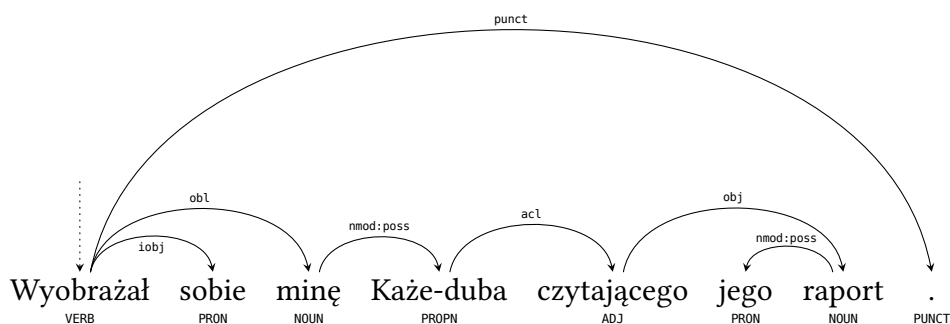 punct
obl
obj
acl
nmod:poss
nmod:poss
iobj
Wyobrażał sobie minę Każe-duba czytającego jego raport .
VERB PRON NOUN PROPN ADJ PRON NOUN PUNCT